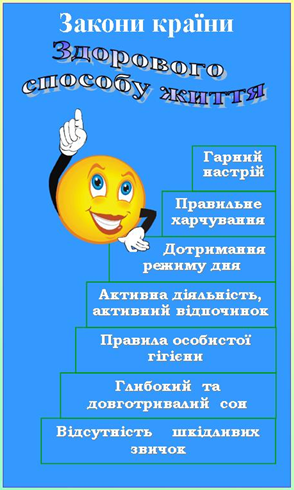 Закони країни
Здорового
способу життя
Гарний
настрій
Правильне
харчування
Дотримання
режиму дня
Активна діяльність,
активний відпочинок
Правила особистої
гігієни
Глибокий та
довготривалий сон
Відсутність шкідливих
звичок